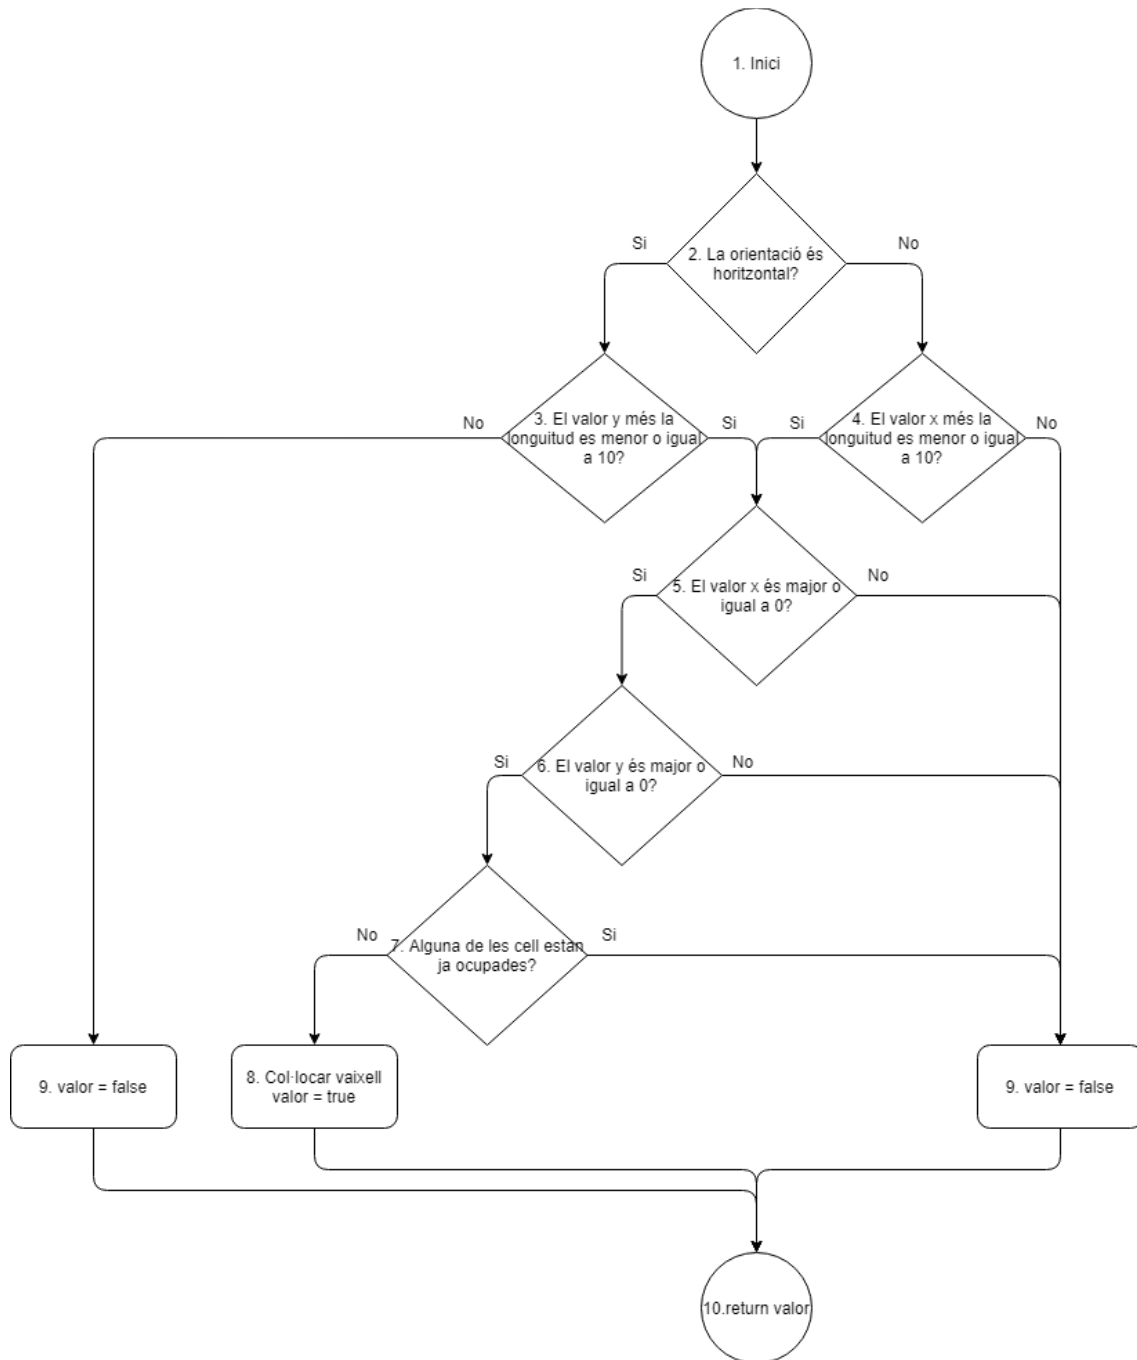 1. Inici
Si
No
2. La orientació és
horitzontal?
No
3. El valor y més la
longuitud es menor o igual
a 10?
Si
Si
4. El valor x més la
longuitud es menor o igual
a 10?
No
Si
5. El valor x és major o
igual a 0?
No
Si
6. El valor y és major o
igual a 0?
No
No
7. Alguna de les cell estan
ja ocupades?
Si
9. valor = false
8. Col·locar vaixell
valor = true
9. valor = false
10.return valor